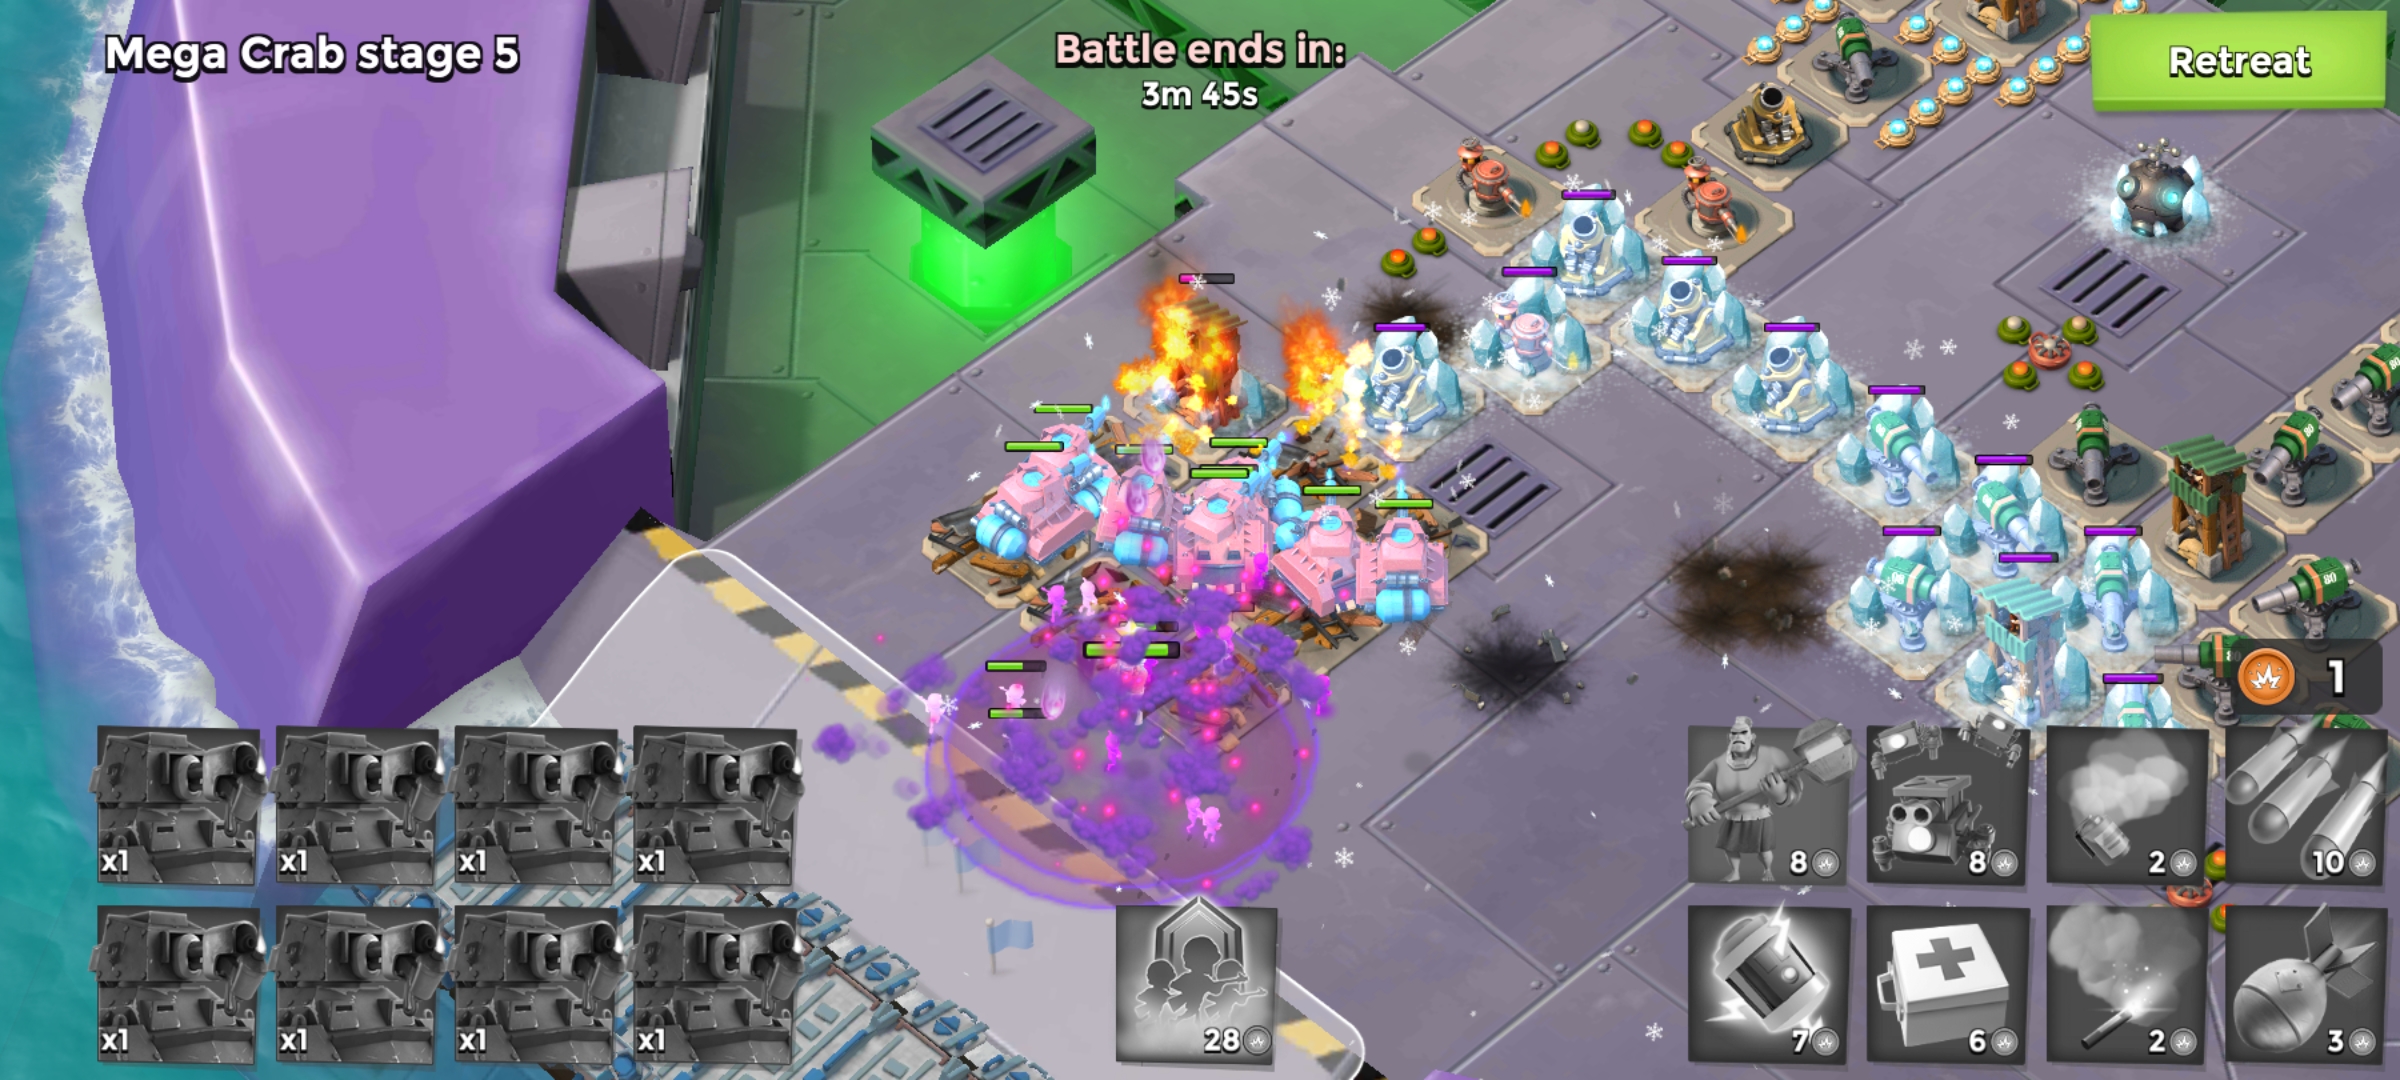 Mega Crab stage 5
Battle ends in:
3m 45s
Retreat
1
x1
x1
x1
x1
8
8
2
10
x1
x1
x1
x1
28
7
6
2
3
80